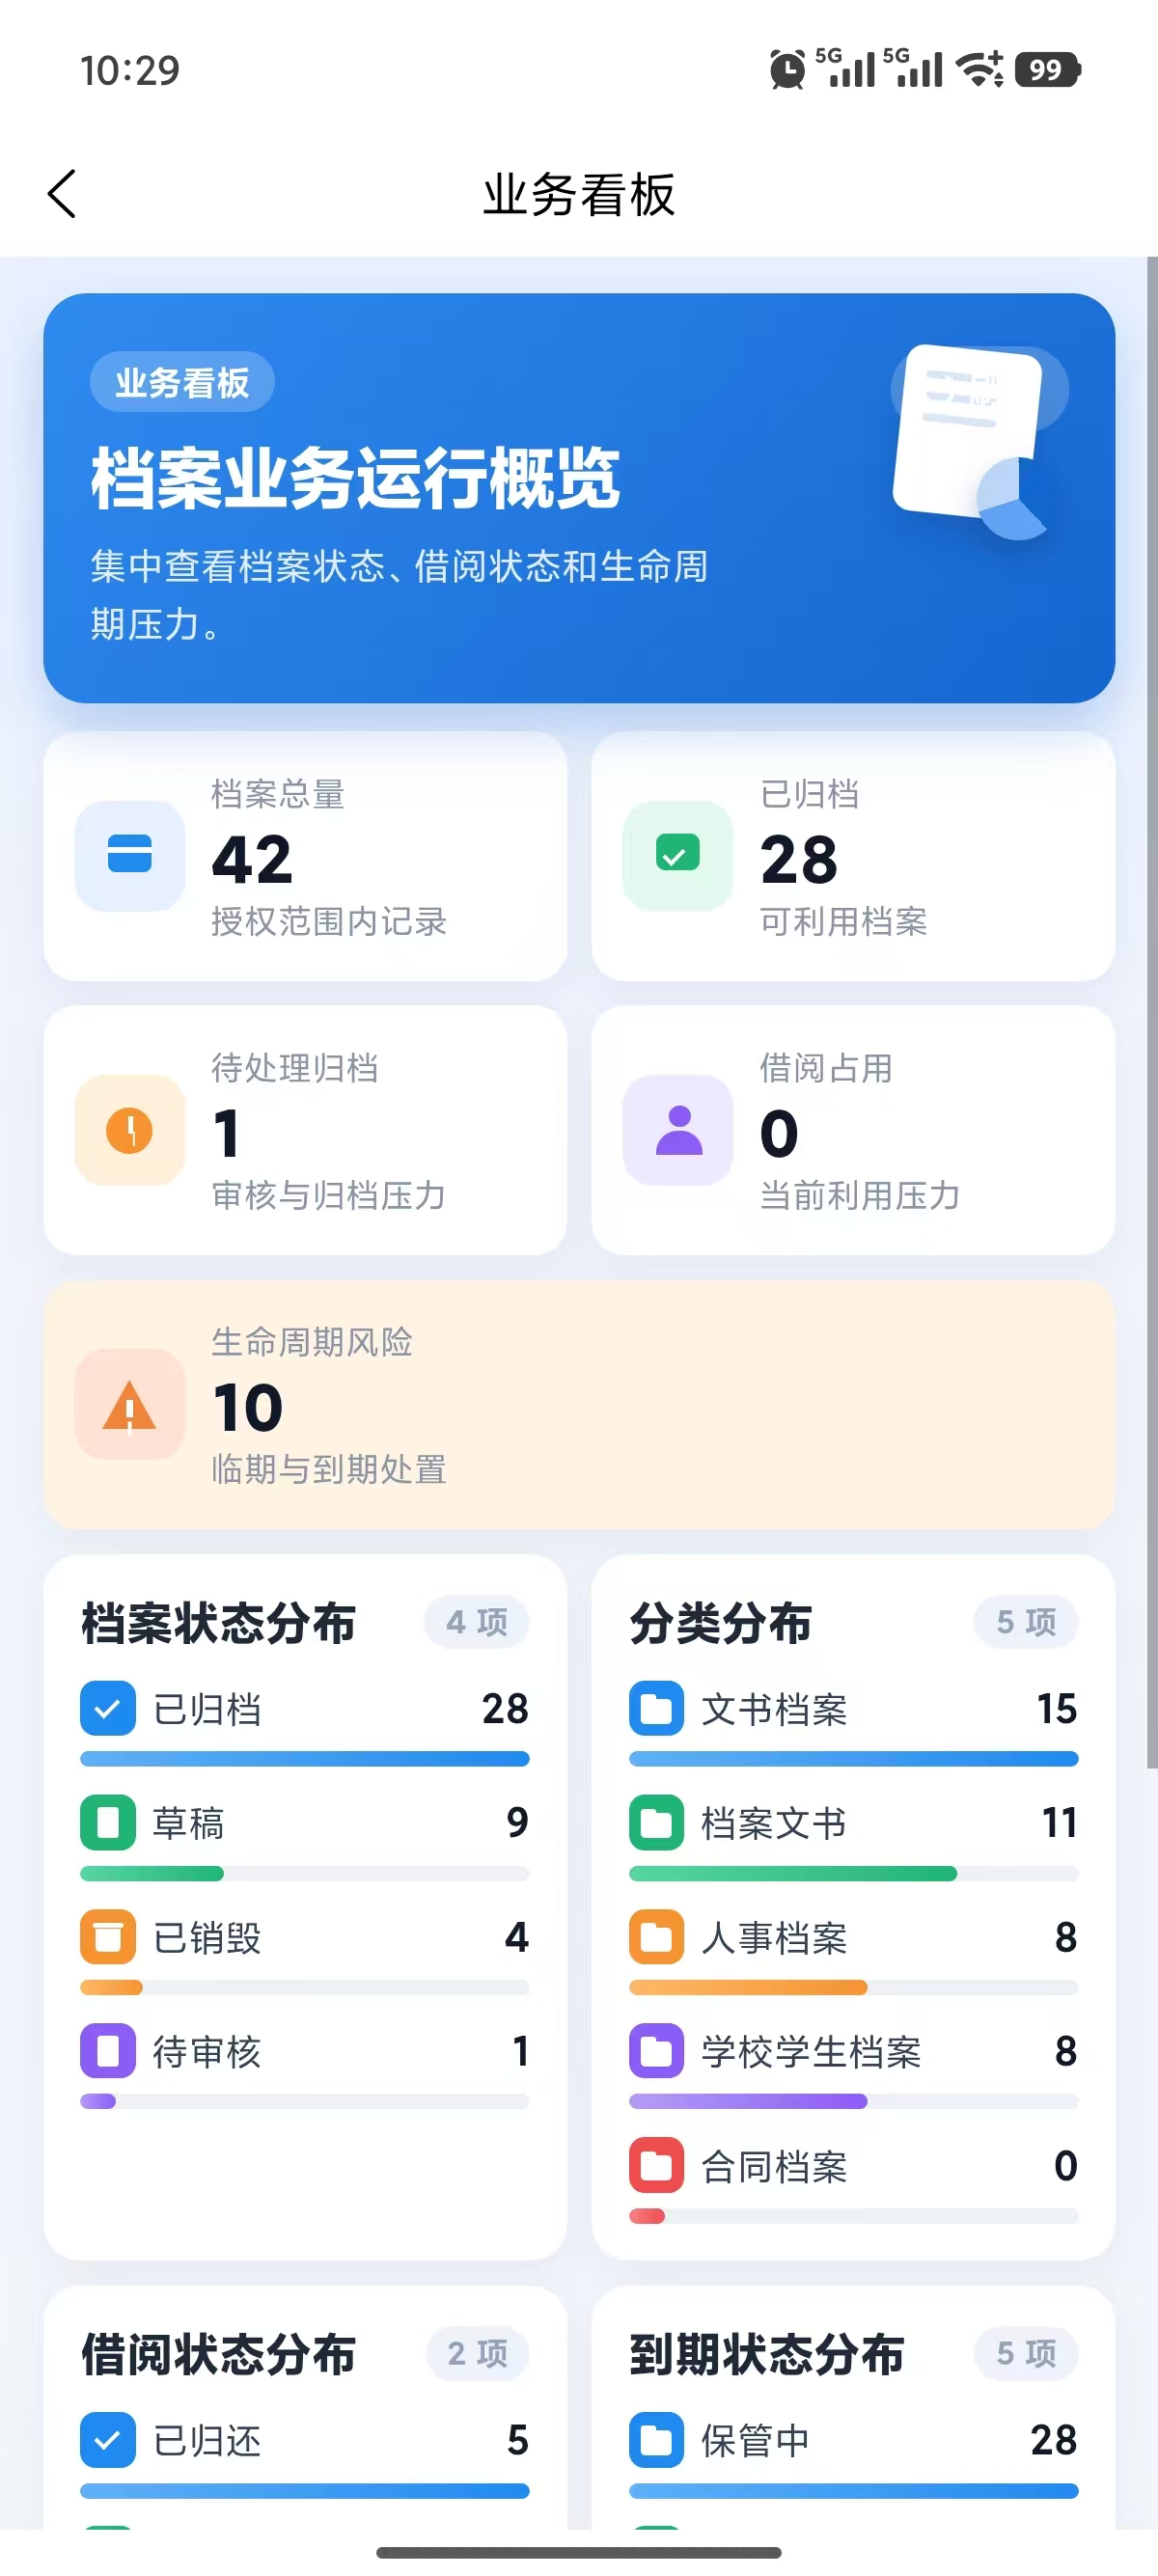 10:29
5G 5G 99
业务看板
业务看板
档案业务运行概览
集中查看档案状态、借阅状态和生命周
期压力。
档案总量
42
授权范围内记录
已归档
28
可利用档案
待处理归档
1
审核与归档压力
借阅占用
0
当前利用压力
生命周期风险
10
临期与到期处置
档案状态分布 4 项
已归档 28
草稿 9
已销毁 4
待审核 1
分类分布 5 项
文书档案 15
档案文书 11
人事档案 8
学校学生档案 8
合同档案 0
借阅状态分布 2 项
已归还 5
到期状态分布 5 项
保管中 28